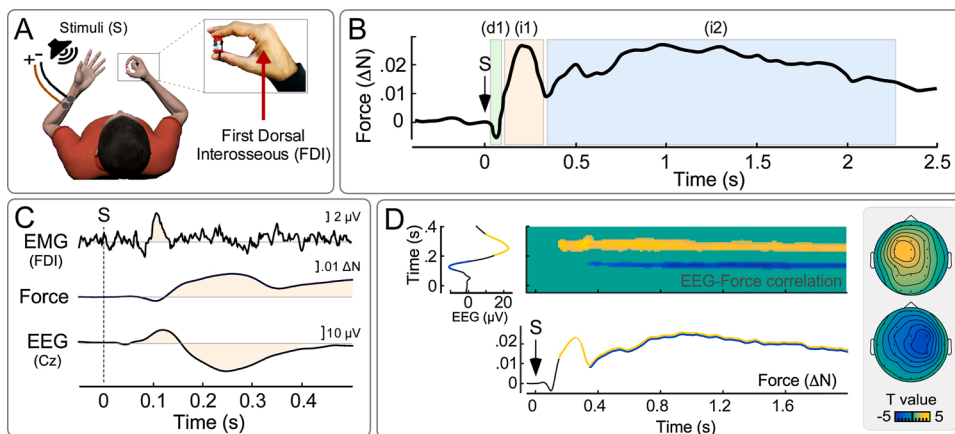 A
Stimuli (S)
+ -
First Dorsal
Interosseous (FDI)
B
(d1) (i1) (i2)
S
Force (ΔN)
.02
.01
0
0 0.5 1 1.5 2 2.5
Time (s)
C
S
EMG
(FDI)
2 µV
Force
.01 ΔN
EEG
(Cz)
10 µV
0 0.1 0.2 0.3 0.4
Time (s)
D
Time (s)
.4
.2
0
0 20
EEG (µV)
EEG-Force correlation
S
.02
.01
0
Force (ΔN)
0 0.4 0.8 1.2 1.6
Time (s)
T value
-5 5